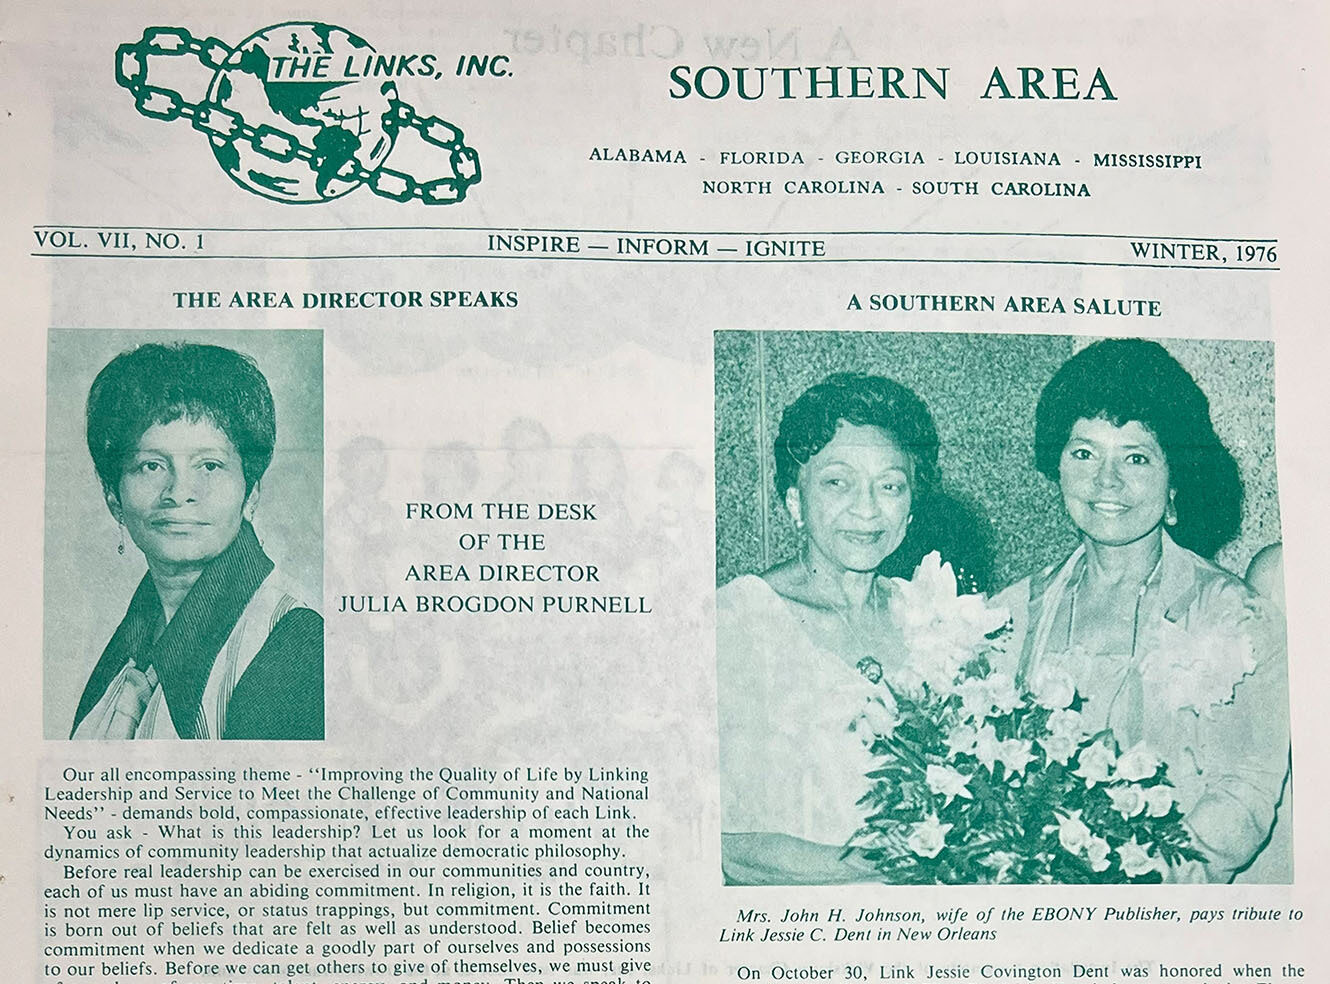 THE LINKS, INC.
SOUTHERN AREA
ALABAMA - FLORIDA - GEORGIA - LOUISIANA - MISSISSIPPI
NORTH CAROLINA - SOUTH CAROLINA
VOL. VII, NO. 1 INSPIRE — INFORM — IGNITE WINTER, 1976
THE AREA DIRECTOR SPEAKS
FROM THE DESK
OF THE
AREA DIRECTOR
JULIA BROGDON PURNELL
Our all encompassing theme - “Improving the Quality of Life by Linking
Leadership and Service to Meet the Challenge of Community and National
Needs” - demands bold, compassionate, effective leadership of each Link.
You ask - What is this leadership? Let us look for a moment at the
dynamics of community leadership that actualize democratic philosophy.
Before real leadership can be exercised in our communities and country,
each of us must have an abiding commitment. In religion, it is the faith. It
is not mere lip service, or status trappings, but commitment. Commitment
is born out of beliefs that are felt as well as understood. Belief becomes
commitment when we dedicate a goodly part of ourselves and possessions
to our beliefs. Before we can get others to give of themselves, we must give
A SOUTHERN AREA SALUTE
Mrs. John H. Johnson, wife of the EBONY Publisher, pays tribute to
Link Jessie C. Dent in New Orleans
On October 30, Link Jessie Covington Dent was honored when the
A New Chapter